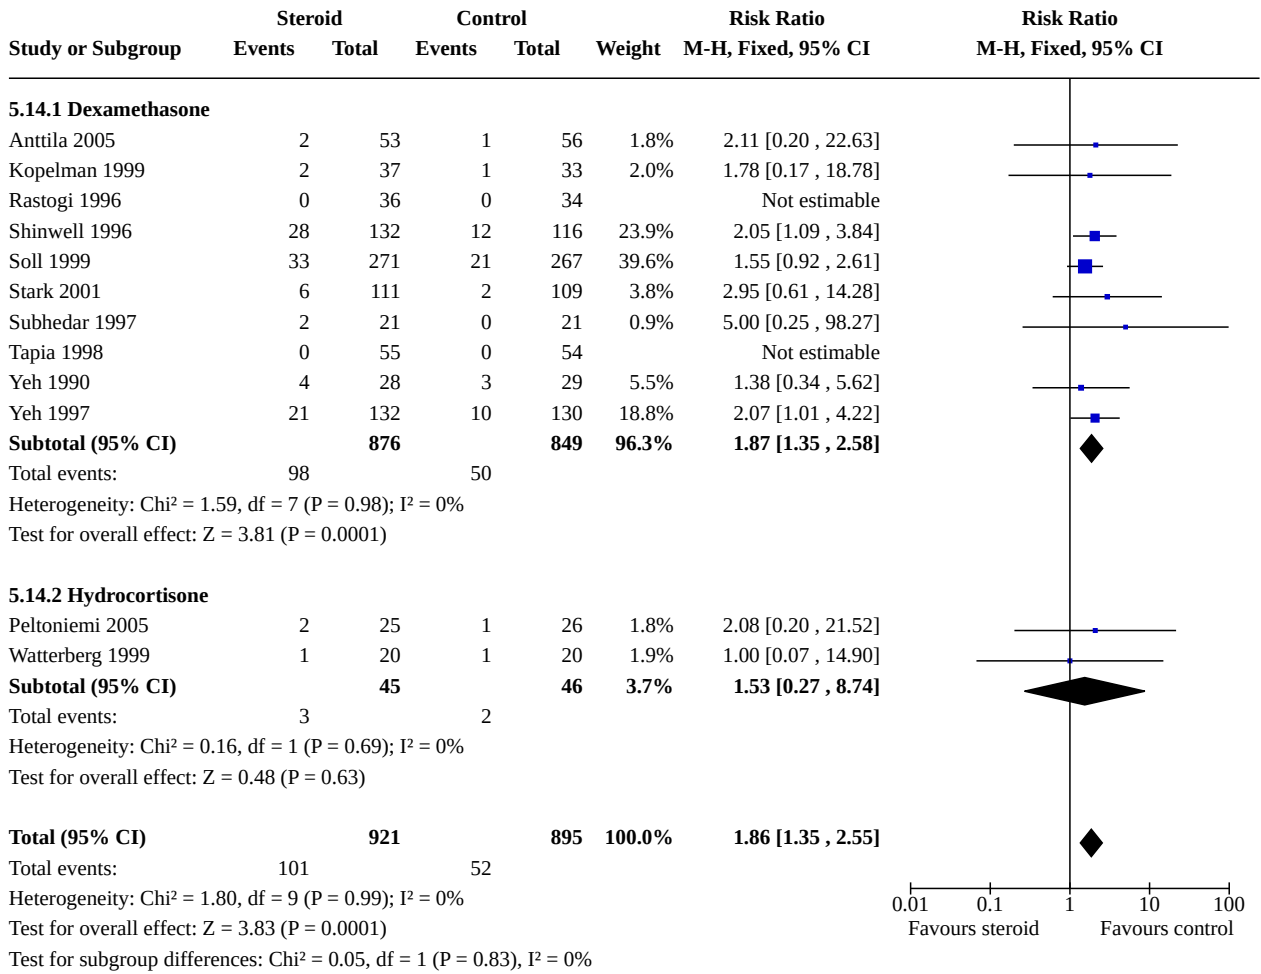 Steroid Control Risk Ratio Risk Ratio
Study or Subgroup Events Total Events Total Weight M-H, Fixed, 95% CI M-H, Fixed, 95% CI
5.14.1 Dexamethasone
Anttila 2005 2 53 1 56 1.8% 2.11 [0.20 , 22.63]
Kopelman 1999 2 37 1 33 2.0% 1.78 [0.17 , 18.78]
Rastogi 1996 0 36 0 34 Not estimable
Shinwell 1996 28 132 12 116 23.9% 2.05 [1.09 , 3.84]
Soll 1999 33 271 21 267 39.6% 1.55 [0.92 , 2.61]
Stark 2001 6 111 2 109 3.8% 2.95 [0.61 , 14.28]
Subhedar 1997 2 21 0 21 0.9% 5.00 [0.25 , 98.27]
Tapia 1998 0 55 0 54 Not estimable
Yeh 1990 4 28 3 29 5.5% 1.38 [0.34 , 5.62]
Yeh 1997 21 132 10 130 18.8% 2.07 [1.01 , 4.22]
Subtotal (95% CI) 876 849 96.3% 1.87 [1.35 , 2.58]
Total events: 98 50
Heterogeneity: Chi² = 1.59, df = 7 (P = 0.98); I² = 0%
Test for overall effect: Z = 3.81 (P = 0.0001)
5.14.2 Hydrocortisone
Peltoniemi 2005 2 25 1 26 1.8% 2.08 [0.20 , 21.52]
Watterberg 1999 1 20 1 20 1.9% 1.00 [0.07 , 14.90]
Subtotal (95% CI) 45 46 3.7% 1.53 [0.27 , 8.74]
Total events: 3 2
Heterogeneity: Chi² = 0.16, df = 1 (P = 0.69); I² = 0%
Test for overall effect: Z = 0.48 (P = 0.63)
Total (95% CI) 921 895 100.0% 1.86 [1.35 , 2.55]
Total events: 101 52
Heterogeneity: Chi² = 1.80, df = 9 (P = 0.99); I² = 0%
Test for overall effect: Z = 3.83 (P = 0.0001)
Test for subgroup differences: Chi² = 0.05, df = 1 (P = 0.83), I² = 0%
0.01 0.1 1 10 100
Favours steroid Favours control